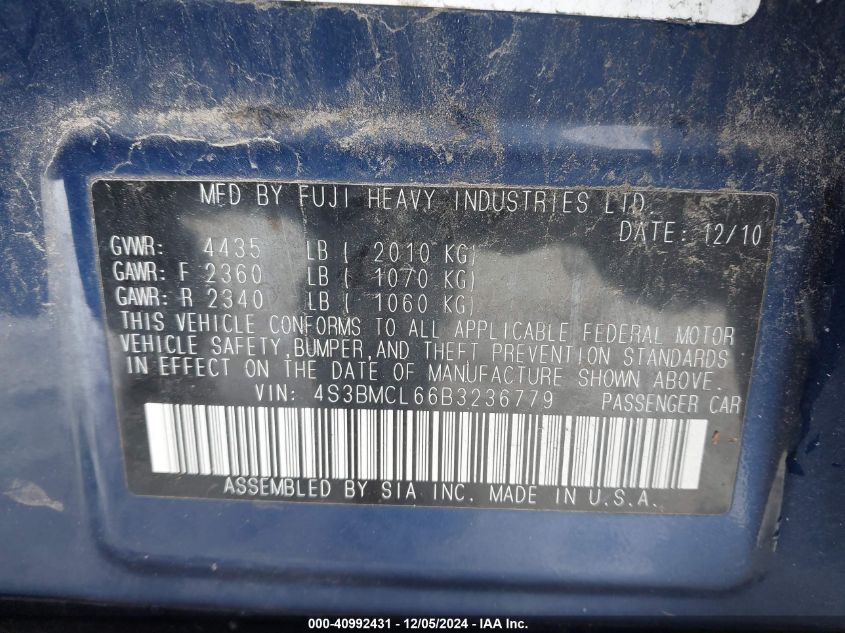 MFD BY FUJI HEAVY INDUSTRIES LTD.
DATE: 12/10
GVWR: 4435 LB ( 2010 KG)
GAWR: F 2360 LB ( 1070 KG)
GAWR: R 2340 LB ( 1060 KG)
THIS VEHICLE CONFORMS TO ALL APPLICABLE FEDERAL MOTOR
VEHICLE SAFETY,BUMPER,AND THEFT PREVENTION STANDARDS
IN EFFECT ON THE DATE OF MANUFACTURE SHOWN ABOVE.
VIN: 4S3BMCL66B3236779 PASSENGER CAR
ASSEMBLED BY SIA INC. MADE IN U.S.A.
000-40992431 - 12/05/2024 - IAA Inc.